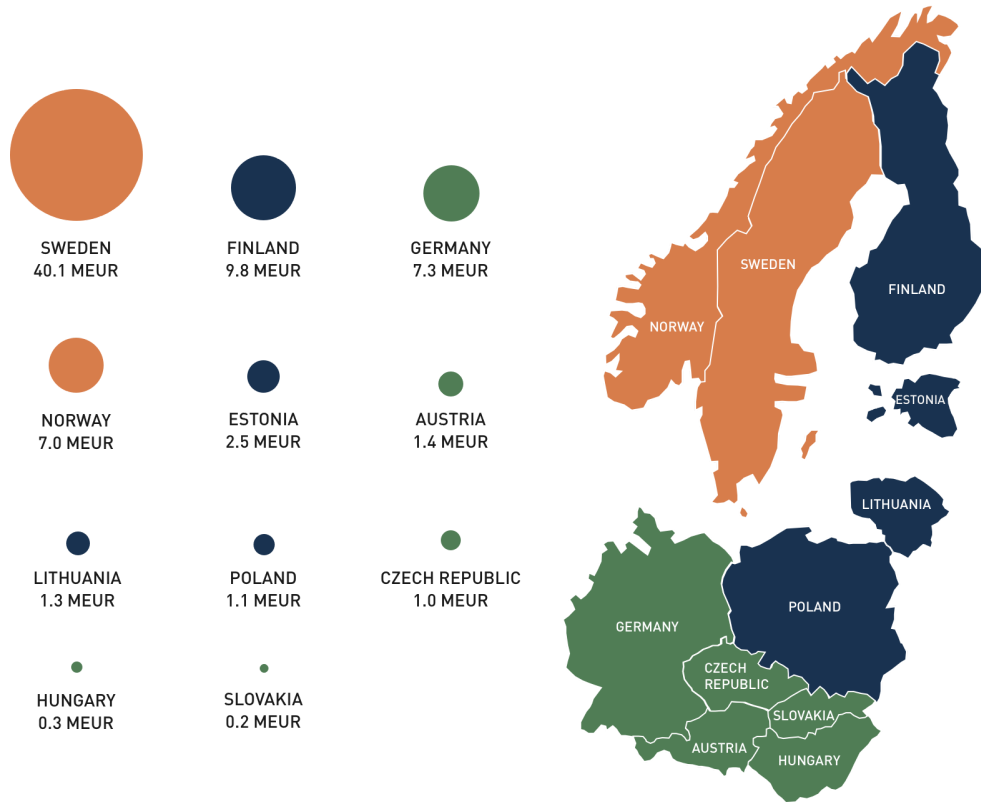 SWEDEN
40.1 MEUR
FINLAND
9.8 MEUR
GERMANY
7.3 MEUR
NORWAY
7.0 MEUR
ESTONIA
2.5 MEUR
AUSTRIA
1.4 MEUR
LITHUANIA
1.3 MEUR
POLAND
1.1 MEUR
CZECH REPUBLIC
1.0 MEUR
HUNGARY
0.3 MEUR
SLOVAKIA
0.2 MEUR
SWEDEN
FINLAND
NORWAY
ESTONIA
LITHUANIA
POLAND
GERMANY
CZECH
REPUBLIC
SLOVAKIA
AUSTRIA
HUNGARY